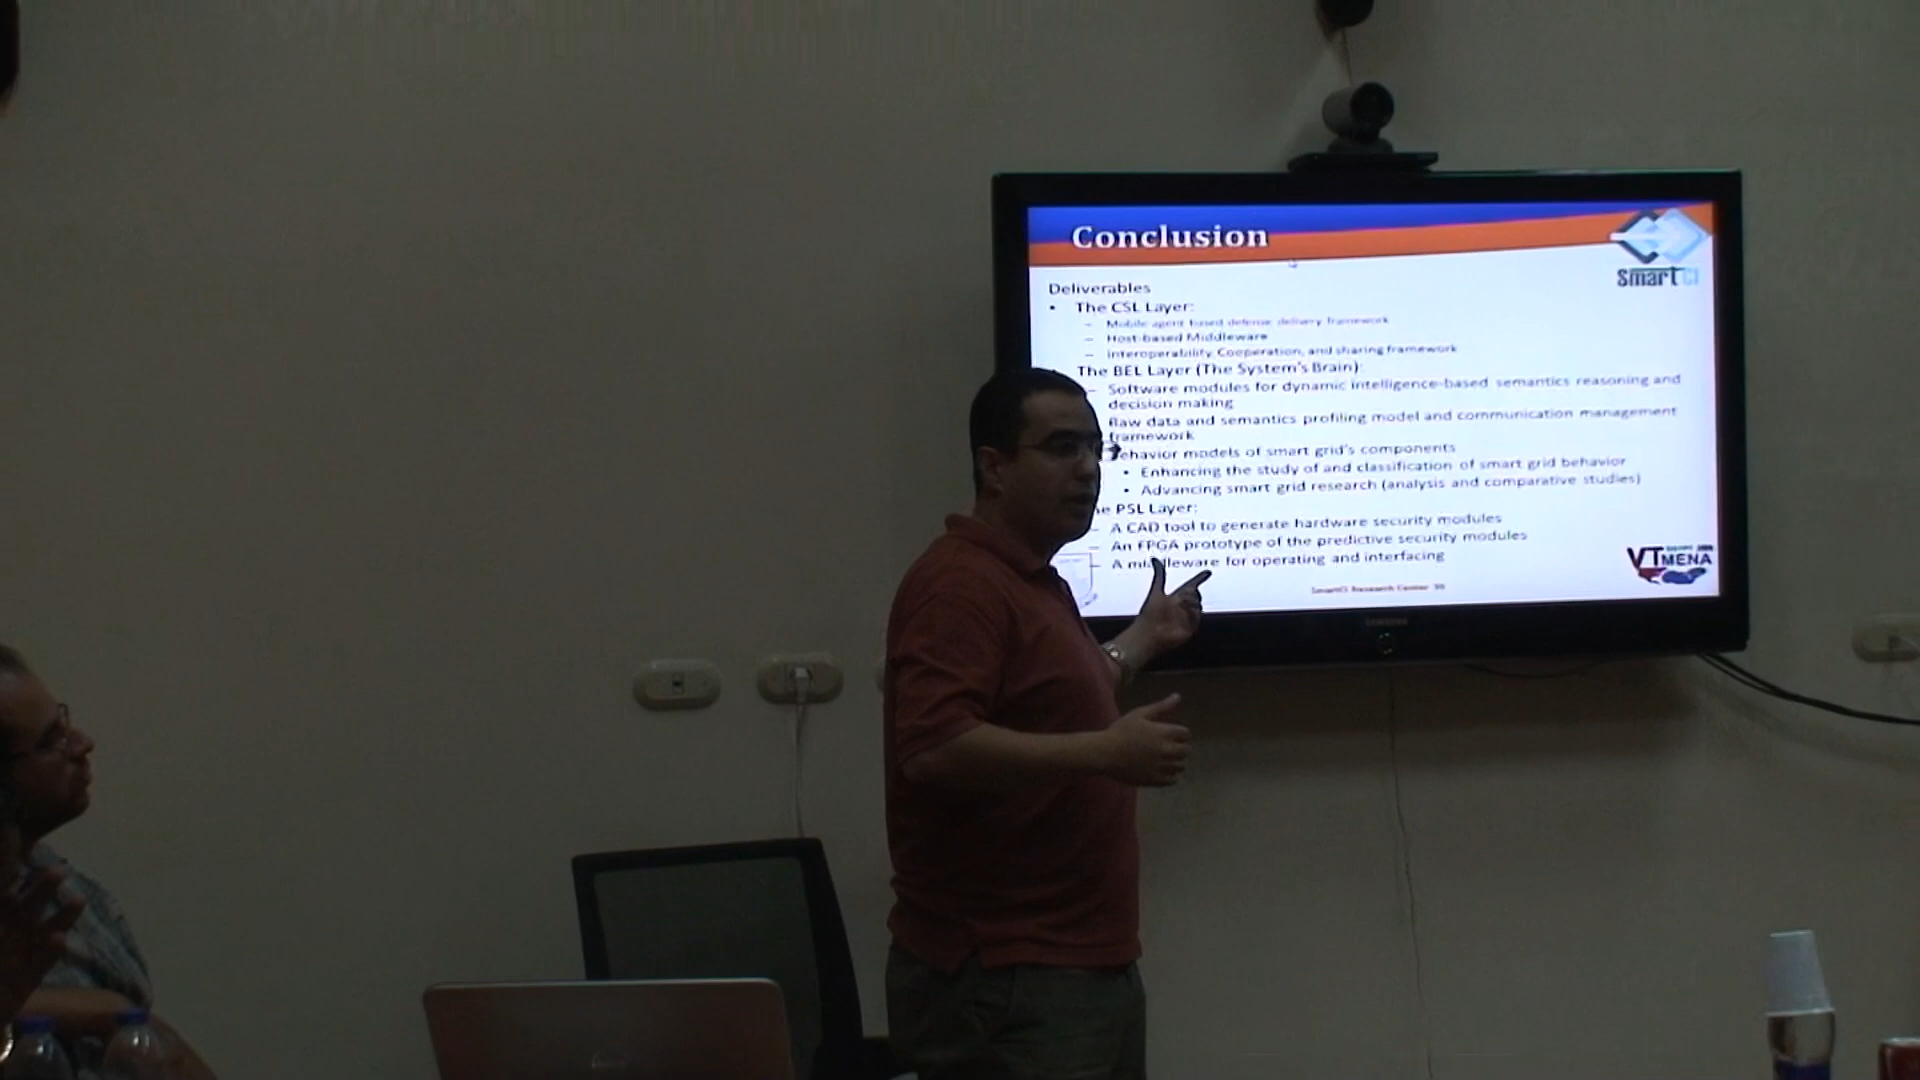 Conclusion
Smart CI
Deliverables
• The CSL Layer:
– Mobile agent based defense delivery framework
– Host-based Middleware
– Interoperability, Cooperation, and sharing framework
The BEL Layer (The System's Brain):
– Software modules for dynamic intelligence-based semantics reasoning and
decision making
Raw data and semantics profiling model and communication management
framework
ehavior models of smart grid's components
• Enhancing the study of and classification of smart grid behavior
• Advancing smart grid research (analysis and comparative studies)
e PSL Layer:
– A CAD tool to generate hardware security modules
– An FPGA prototype of the predictive security modules
– A middleware for operating and interfacing
VT MENA
SmartCI Research Center
SAMSUNG